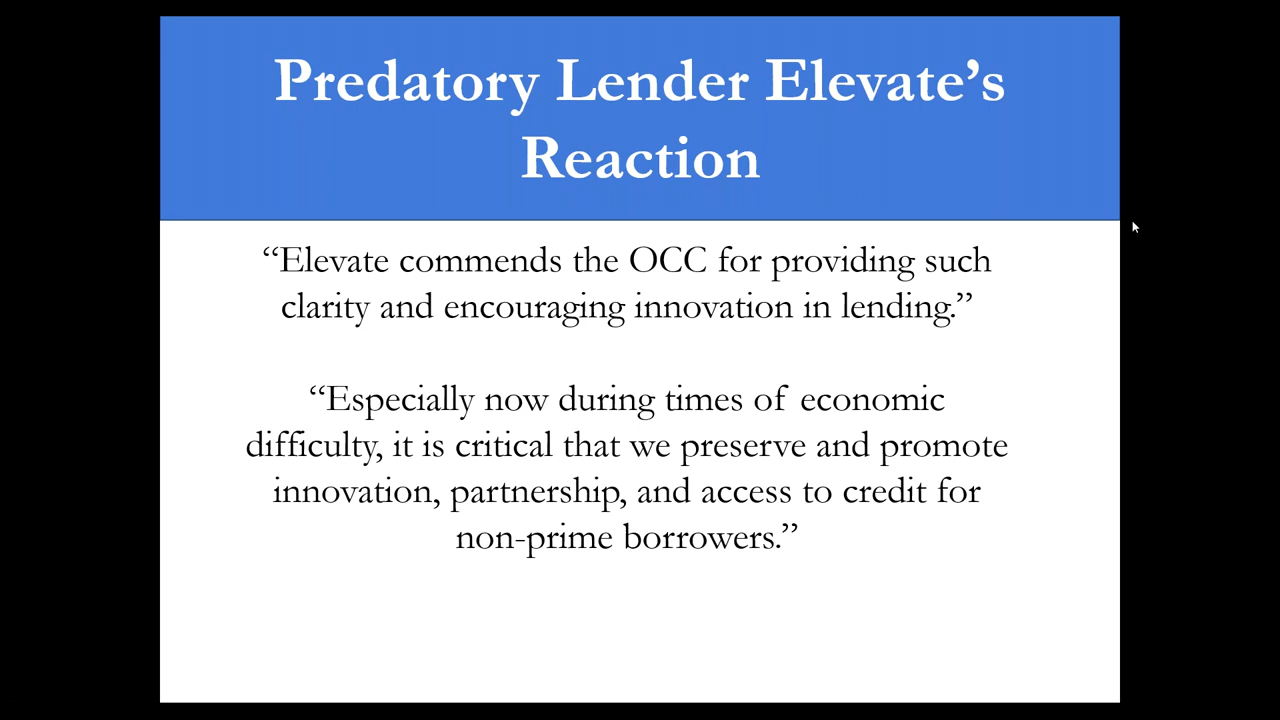 Predatory Lender Elevate’s
Reaction
“Elevate commends the OCC for providing such
clarity and encouraging innovation in lending.”
“Especially now during times of economic
difficulty, it is critical that we preserve and promote
innovation, partnership, and access to credit for
non-prime borrowers.”